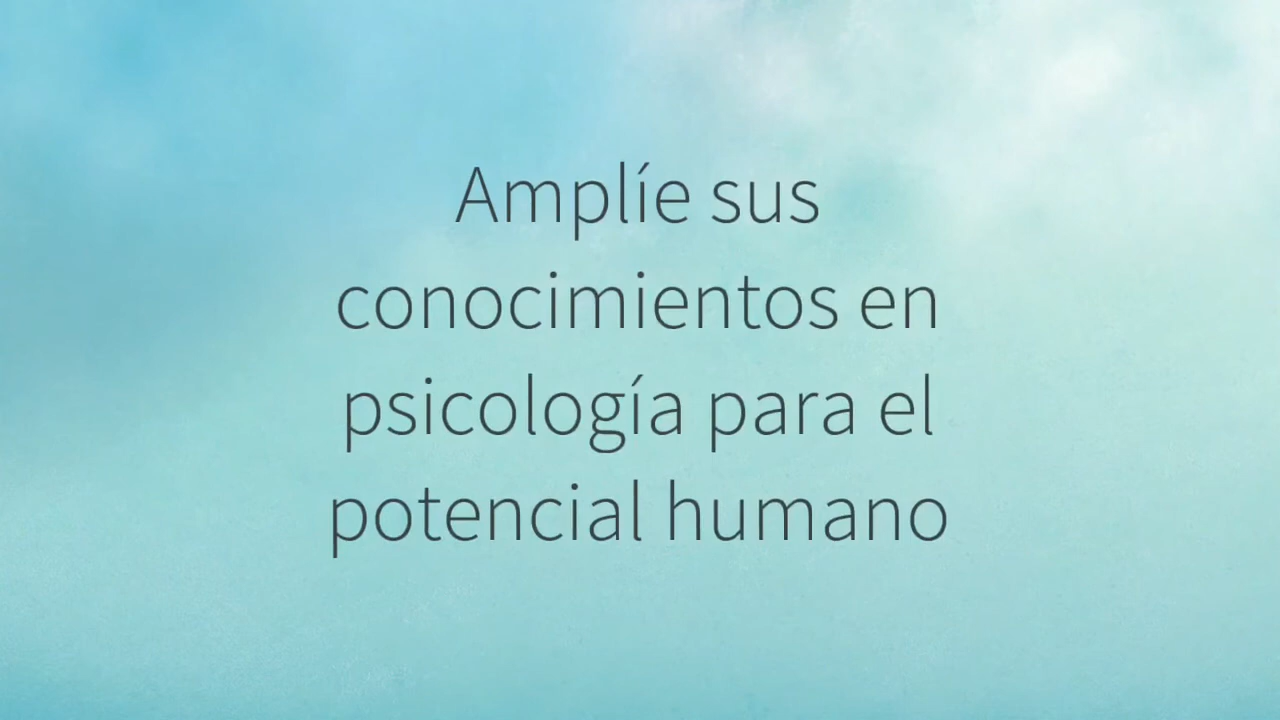 Amplíe sus
conocimientos en
psicología para el
potencial humano